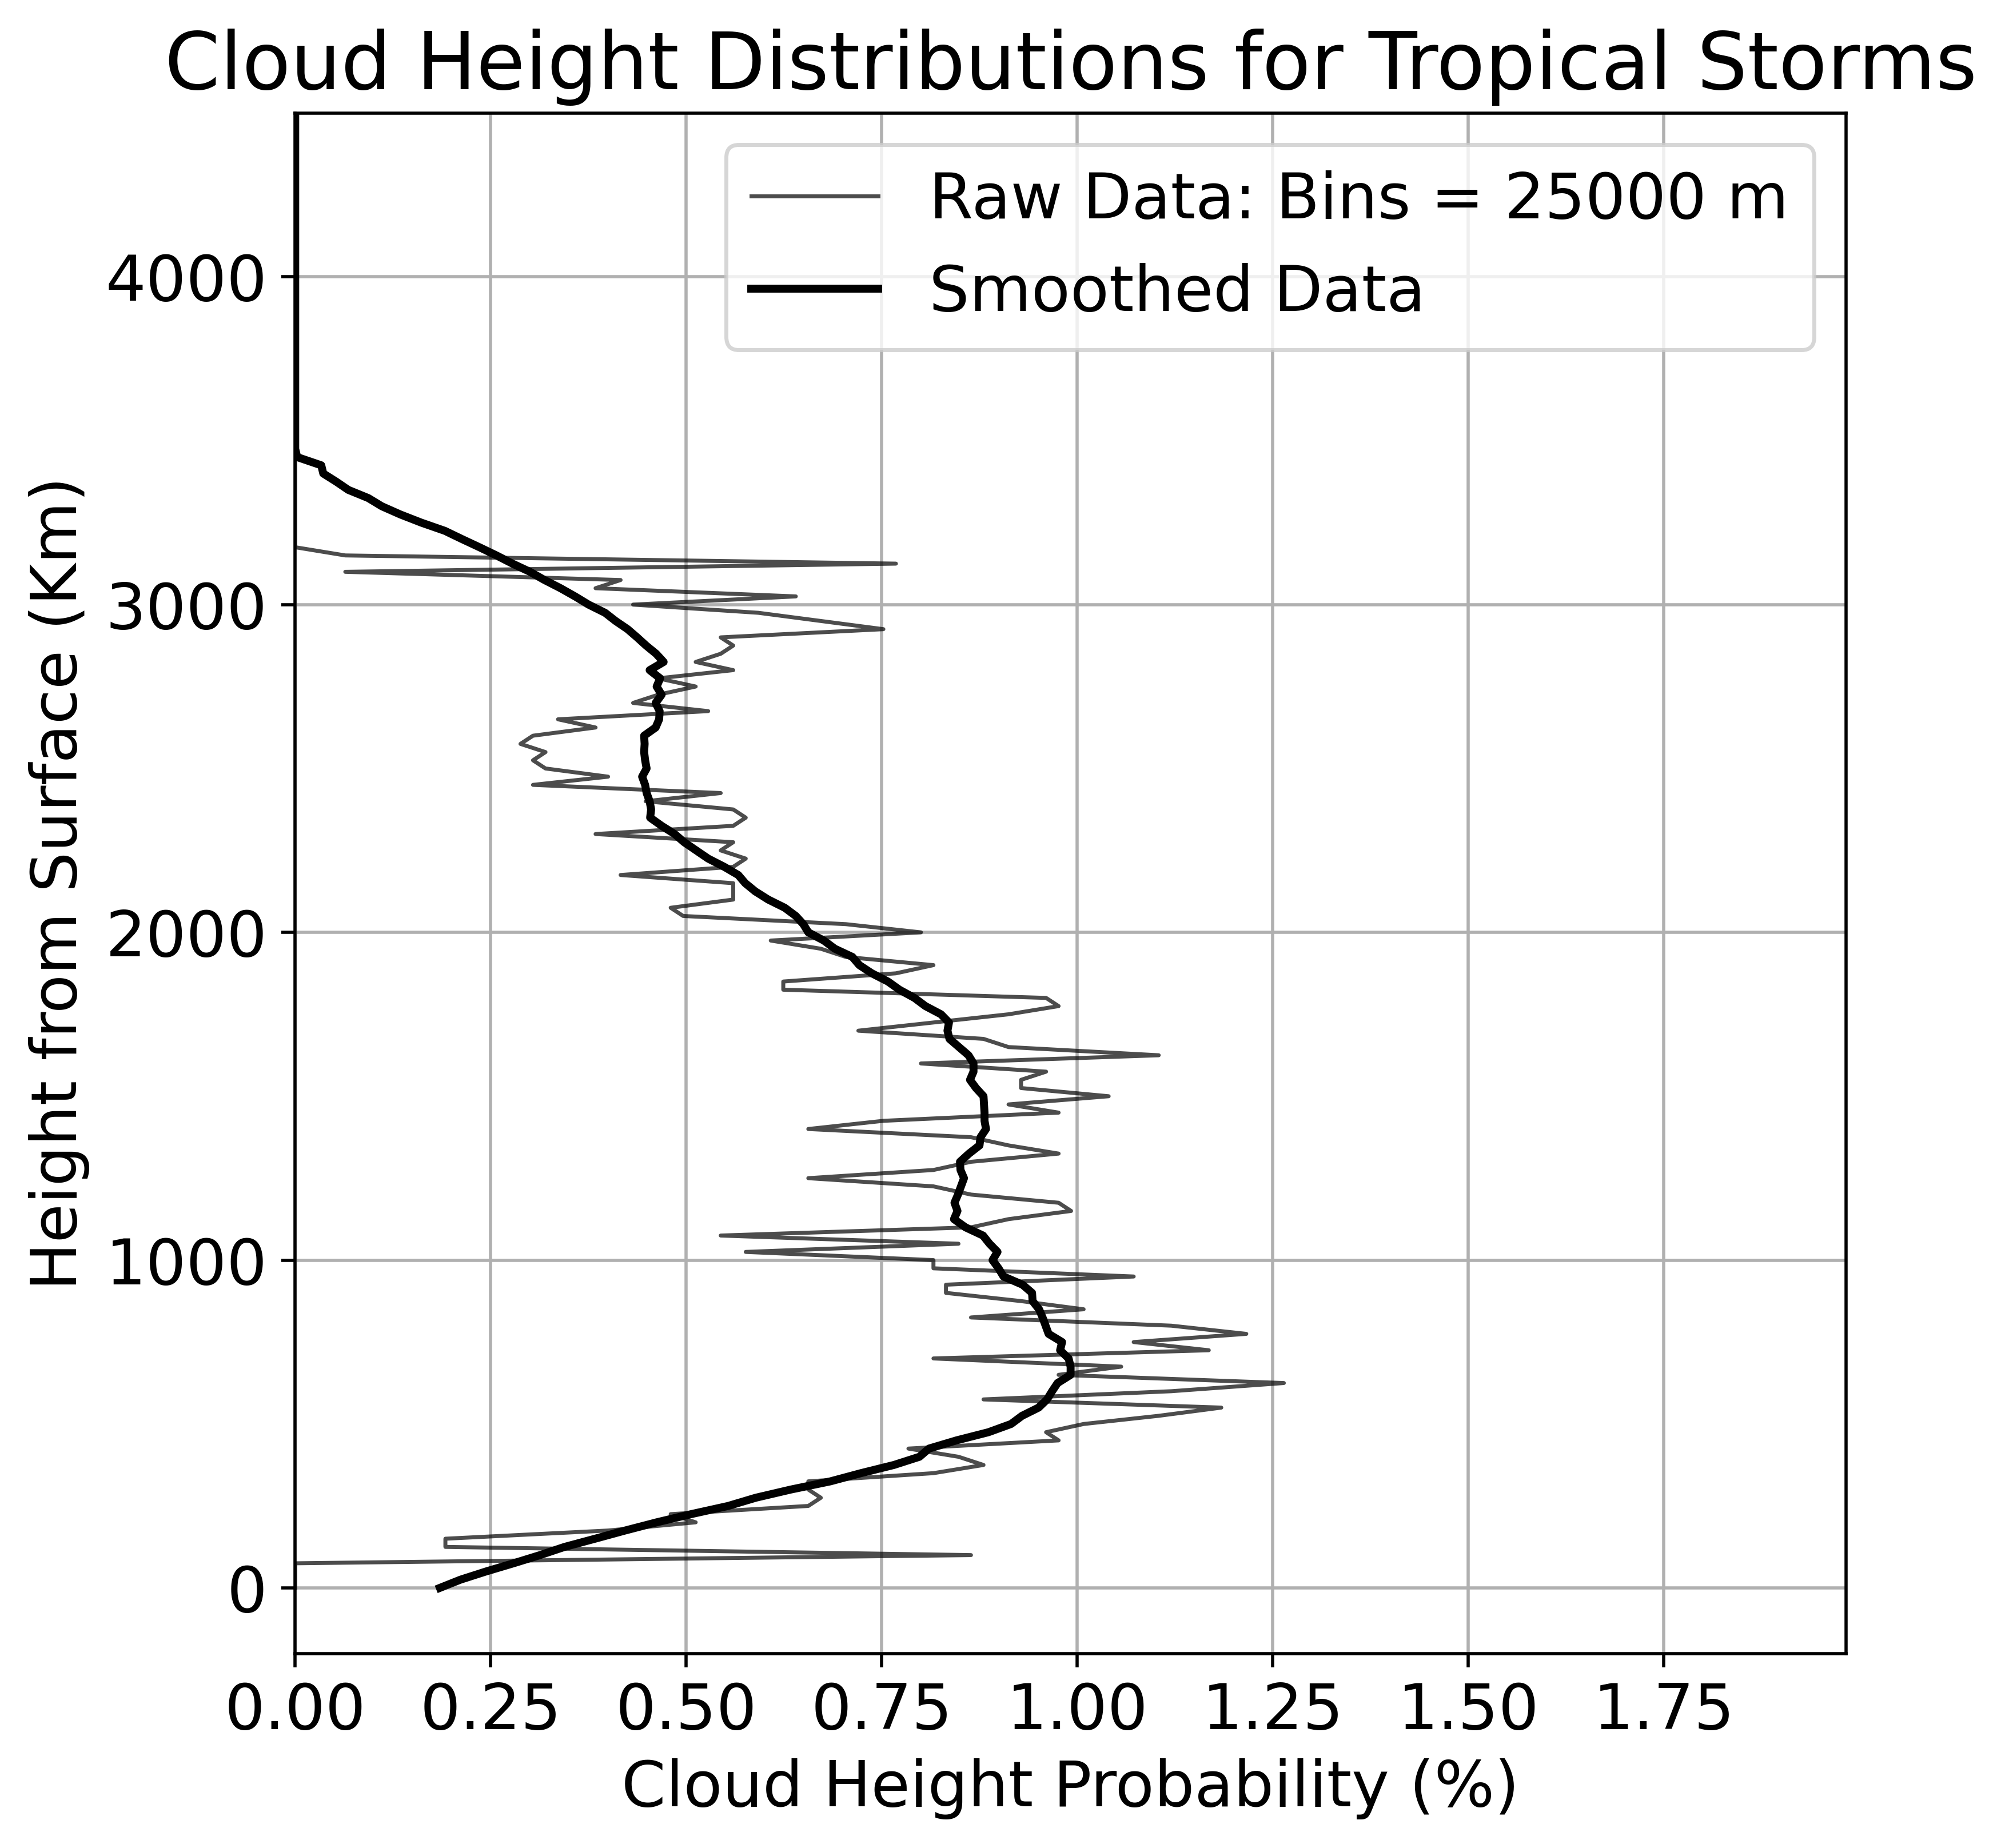 Cloud Height Distributions for Tropical Storms
Raw Data: Bins = 25000 m
Smoothed Data
Height from Surface (Km)
4000
3000
2000
1000
0
0.00 0.25 0.50 0.75 1.00 1.25 1.50 1.75
Cloud Height Probability (%)